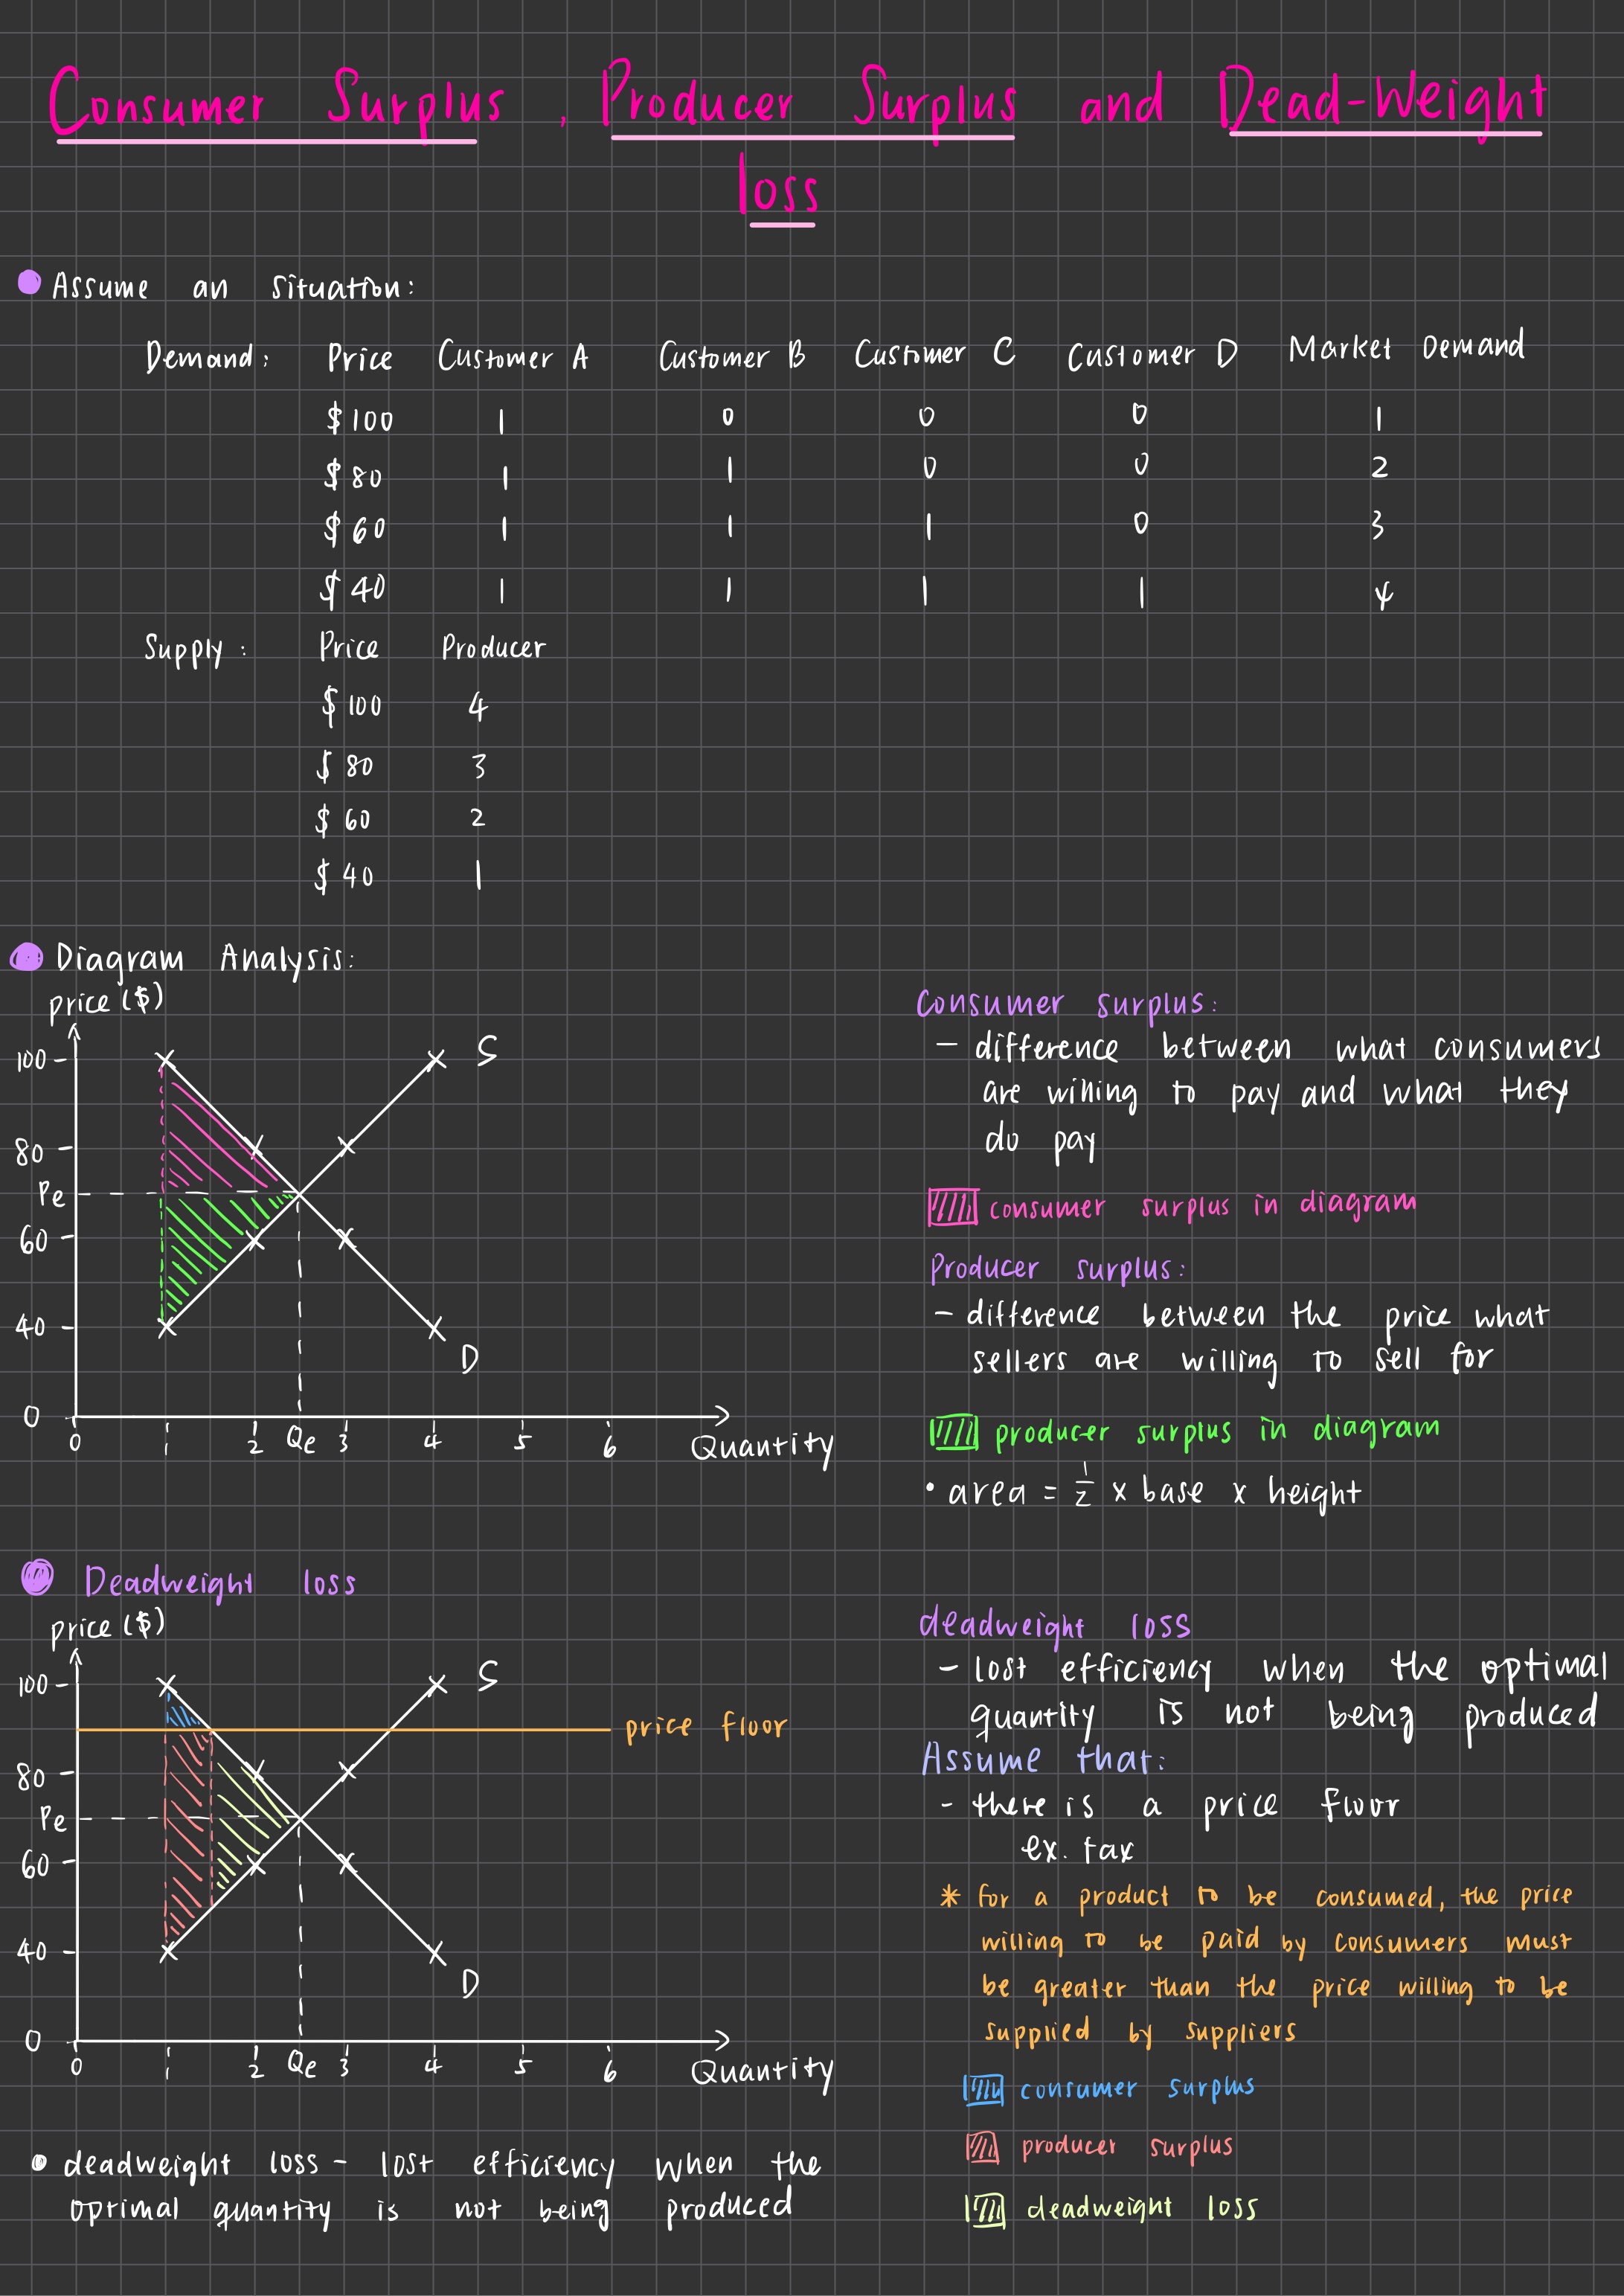 Consumer Surplus, Producer Surplus and Dead-Weight
loss
Assume an situation:
Demand: Price Customer A Customer B Customer C Customer D Market Demand
$100 1 0 0 0 1
$80 1 1 0 0 2
$60 1 1 1 0 3
$40 1 1 1 1 4
Supply: Price Producer
$100 4
$80 3
$60 2
$40 1
Diagram Analysis:
price ($)
100
80
Pe
60
40
0
S
D
0 1 2 Qe 3 4 5 6 Quantity
Consumer surplus:
- difference between what consumers
are willing to pay and what they
do pay
consumer surplus in diagram
Producer surplus:
- difference between the price what
sellers are willing to sell for
producer surplus in diagram
• area = 1/2 x base x height
Deadweight loss
price ($)
100
80
Pe
60
40
0
S
price floor
D
0 1 2 Qe 3 4 5 6 Quantity
• deadweight loss - lost efficiency when the
optimal quantity is not being produced
deadweight loss
- lost efficiency when the optimal
quantity is not being produced
Assume that:
- there is a price floor
ex. tax
* for a product to be consumed, the price
willing to be paid by consumers must
be greater than the price willing to be
supplied by suppliers
consumer surplus
producer surplus
deadweight loss